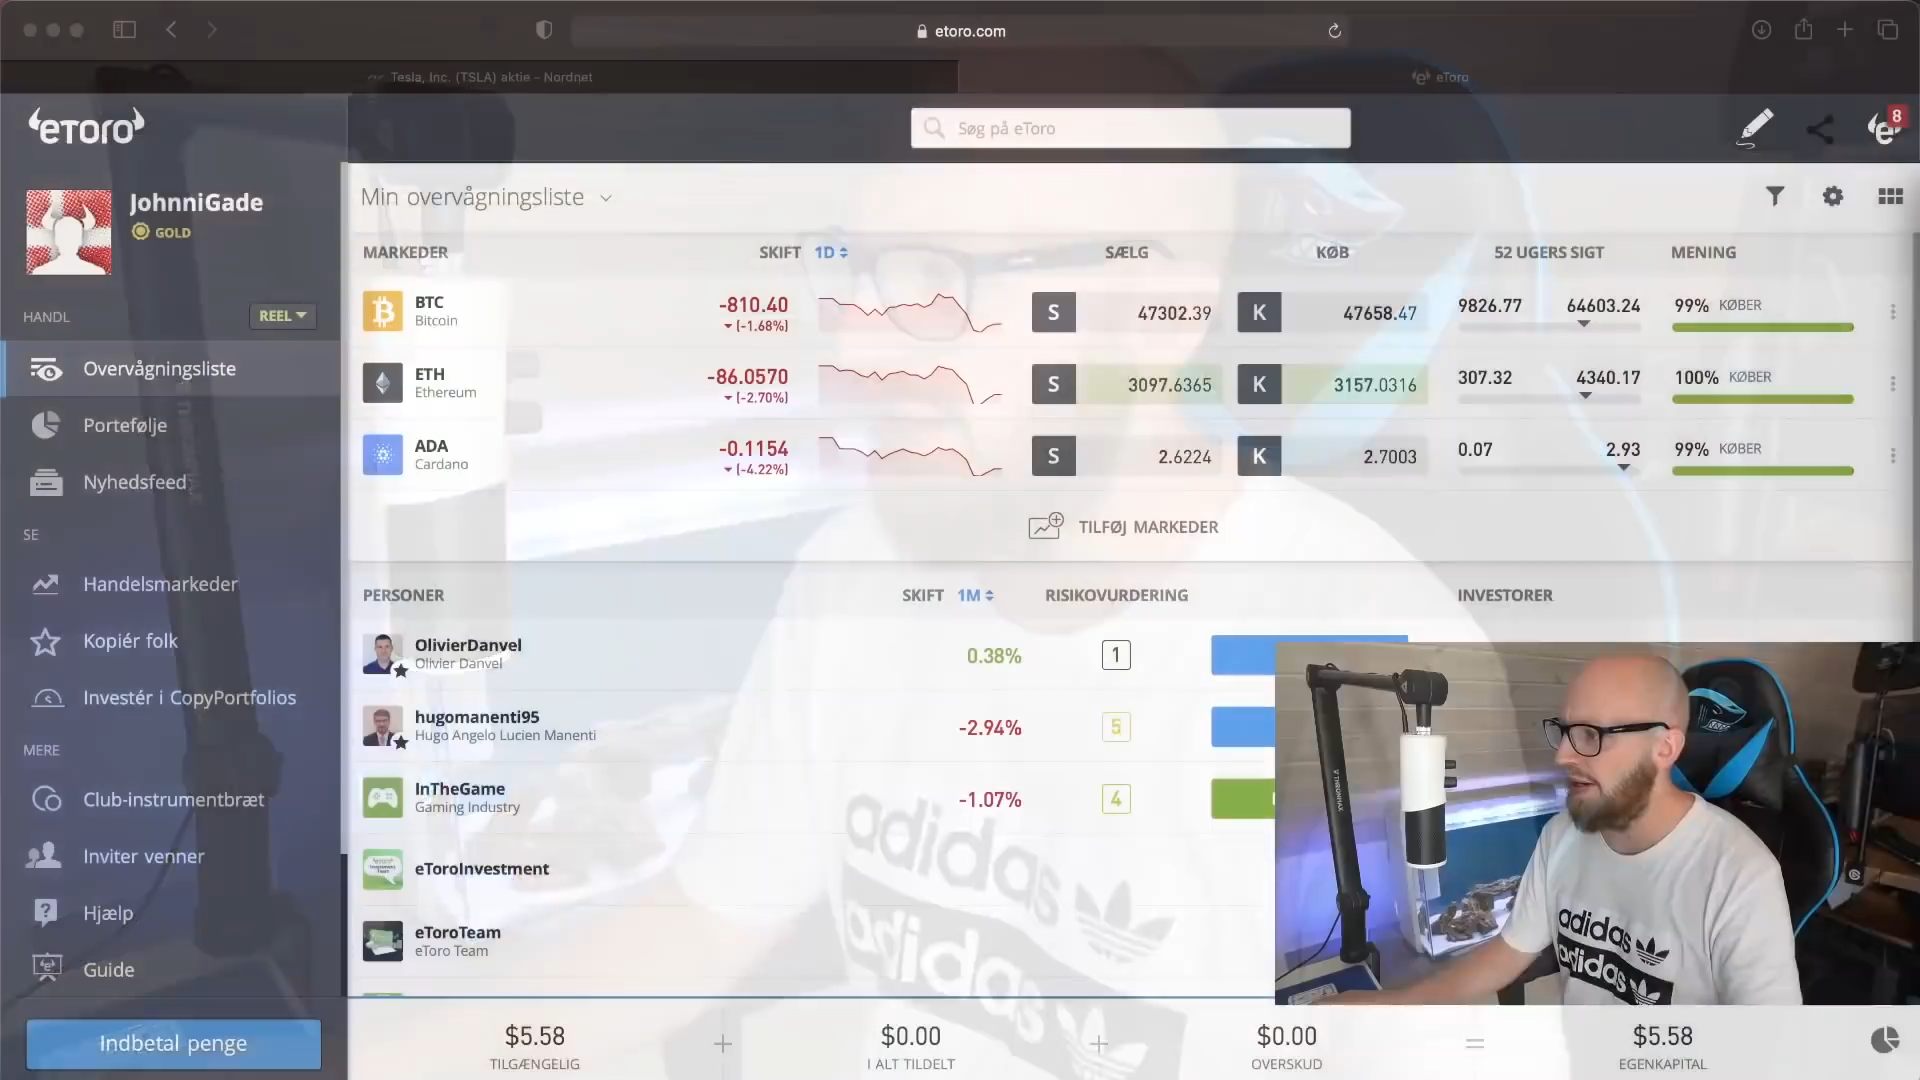 etoro.com
Tesla, Inc. (TSLA) aktie – Nordnet
eToro
eToro
Søg på eToro
8
JohnniGade
GOLD
HANDL
REEL
Overvågningsliste
Portefølje
Nyhedsfeed
SE
Handelsmarkeder
Kopiér folk
Investér i CopyPortfolios
MERE
Club-instrumentbræt
Inviter venner
Hjælp
Guide
Indbetal penge
Min overvågningsliste
MARKEDER SKIFT 1D SÆLG KØB 52 UGERS SIGT MENING
BTC -810.40 S 47302.39 K 47658.47 9826.77 64603.24 99% KØBER
Bitcoin (-1.68%)
ETH -86.0570 S 3097.6365 K 3157.0316 307.32 4340.17 100% KØBER
Ethereum (-2.70%)
ADA -0.1154 S 2.6224 K 2.7003 0.07 2.93 99% KØBER
Cardano (-4.22%)
TILFØJ MARKEDER
PERSONER SKIFT 1M RISIKOVURDERING INVESTORER
OlivierDanvel 0.38% 1
Olivier Danvel
hugomanenti95 -2.94% 5
Hugo Angelo Lucien Manenti
InTheGame -1.07% 4
Gaming Industry
eToroInvestment
eToroTeam
eToro Team
adidas
adidas
adidas
adidas
$5.58 + $0.00 + $0.00 = $5.58
TILGÆNGELIG I ALT TILDELT OVERSKUD EGENKAPITAL